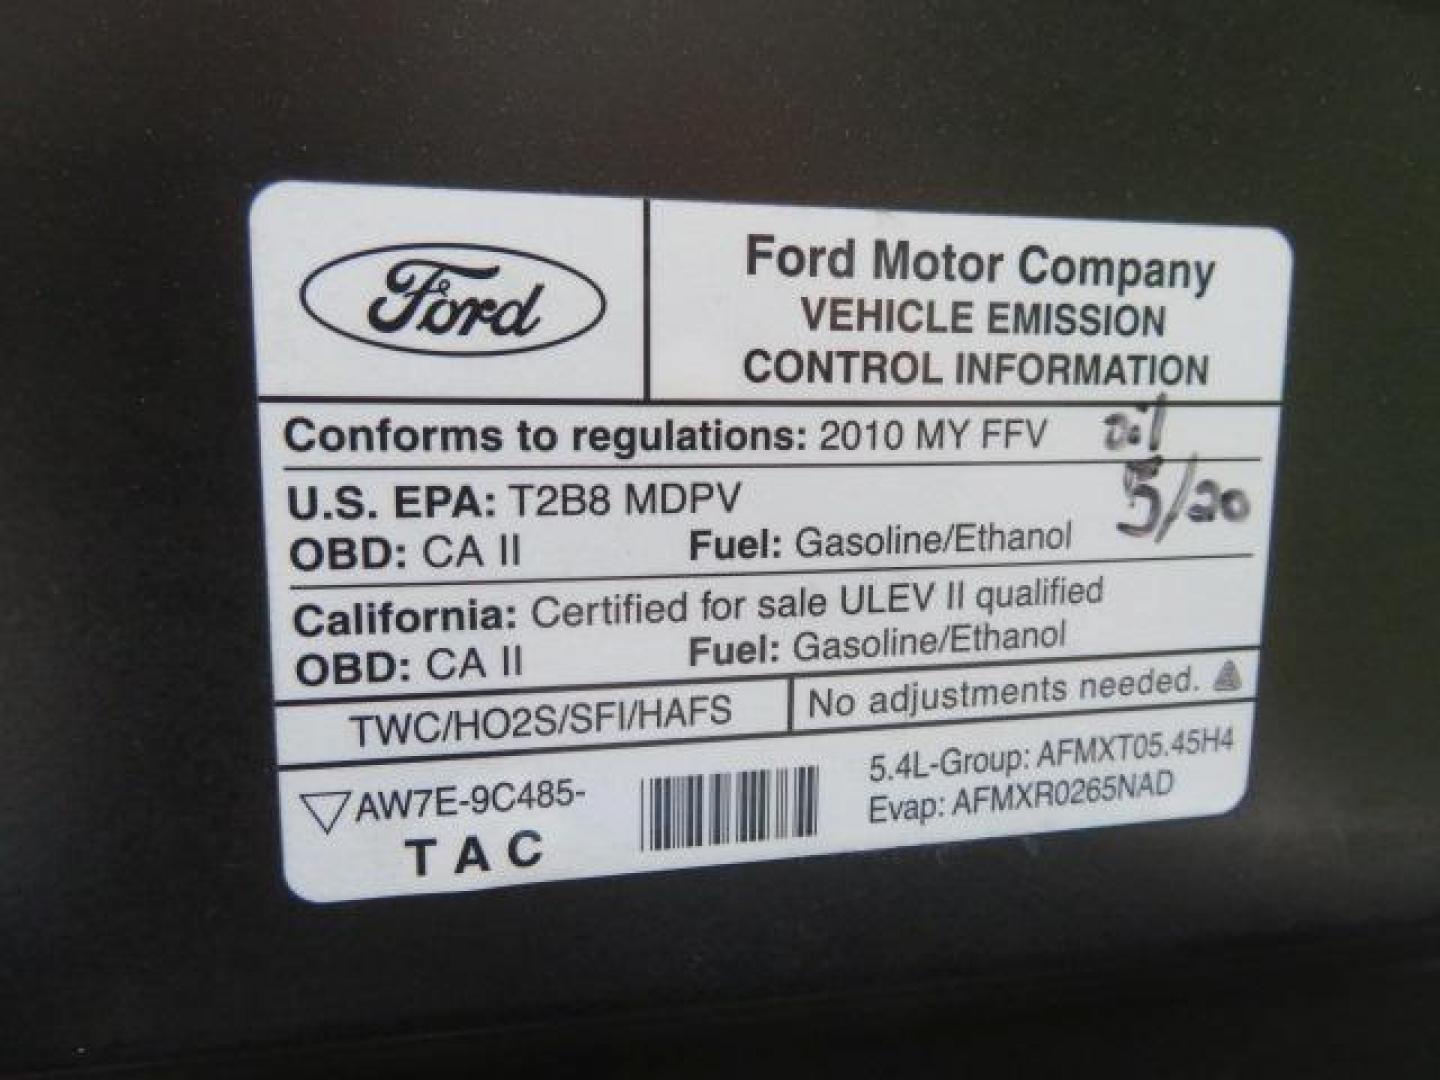 Ford
Ford Motor Company
VEHICLE EMISSION
CONTROL INFORMATION
Conforms to regulations: 2010 MY FFV
oil
5/20
U.S. EPA: T2B8 MDPV
OBD: CA II Fuel: Gasoline/Ethanol
California: Certified for sale ULEV II qualified
OBD: CA II Fuel: Gasoline/Ethanol
TWC/HO2S/SFI/HAFS
No adjustments needed.
AW7E-9C485-
TAC
5.4L-Group: AFMXT05.45H4
Evap: AFMXR0265NAD